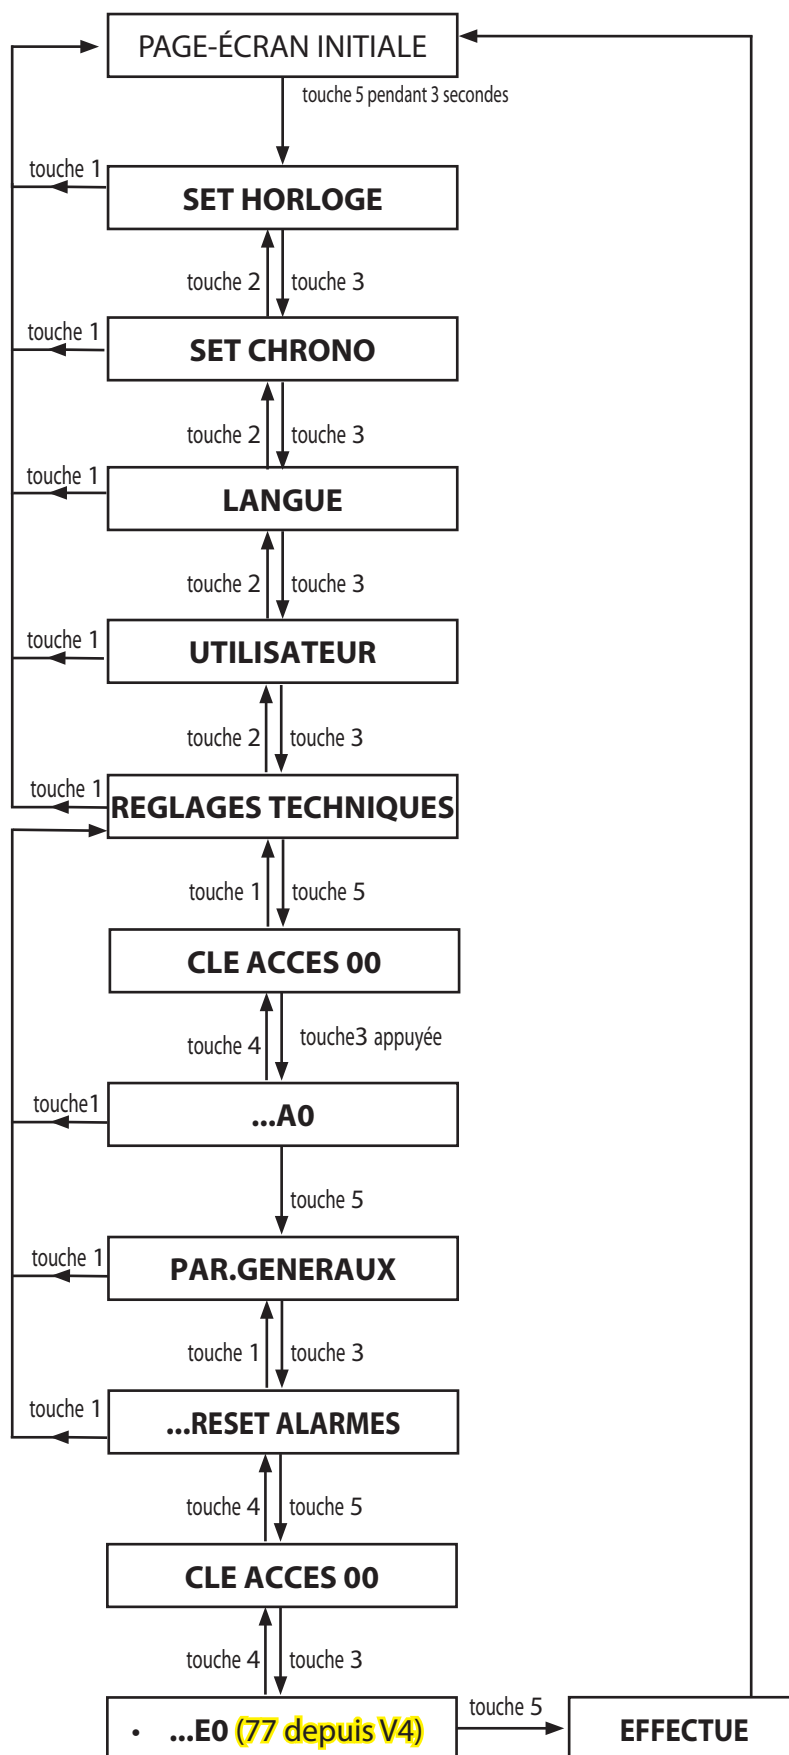 PAGE-ÉCRAN INITIALE
touche 5 pendant 3 secondes
touche 1
SET HORLOGE
touche 2
touche 3
touche 1
SET CHRONO
touche 2
touche 3
touche 1
LANGUE
touche 2
touche 3
touche 1
UTILISATEUR
touche 2
touche 3
touche 1
REGLAGES TECHNIQUES
touche 1
touche 5
CLE ACCES 00
touche 4
touche3 appuyée
touche1
...A0
touche 5
touche 1
PAR.GENERAUX
touche 1
touche 3
touche 1
...RESET ALARMES
touche 4
touche 5
CLE ACCES 00
touche 4
touche 3
• ...E0 (77 depuis V4)
touche 5
EFFECTUE